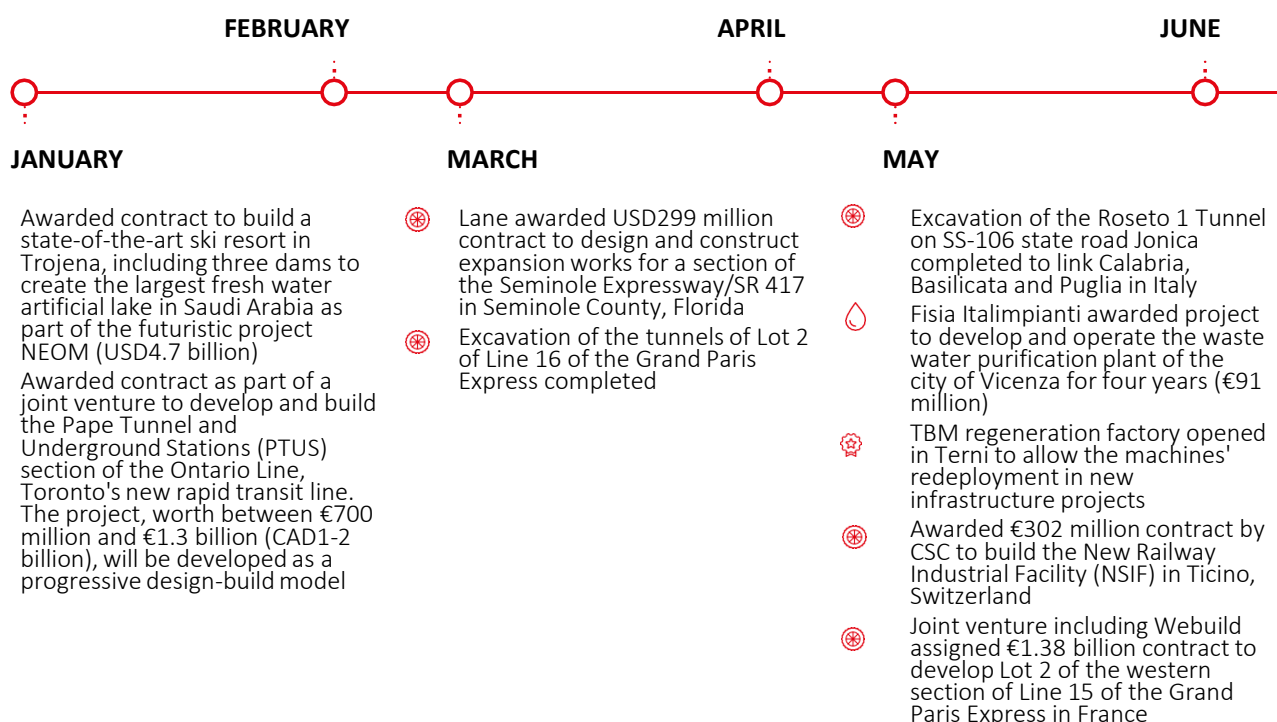 FEBRUARY
APRIL
JUNE
JANUARY
MARCH
MAY
Awarded contract to build a
state-of-the-art ski resort in
Trojena, including three dams to
create the largest fresh water
artificial lake in Saudi Arabia as
part of the futuristic project
NEOM (USD4.7 billion)
Awarded contract as part of a
joint venture to develop and build
the Pape Tunnel and
Underground Stations (PTUS)
section of the Ontario Line,
Toronto's new rapid transit line.
The project, worth between €700
million and €1.3 billion (CAD1-2
billion), will be developed as a
progressive design-build model
Lane awarded USD299 million
contract to design and construct
expansion works for a section of
the Seminole Expressway/SR 417
in Seminole County, Florida
Excavation of the tunnels of Lot 2
of Line 16 of the Grand Paris
Express completed
Excavation of the Roseto 1 Tunnel
on SS-106 state road Jonica
completed to link Calabria,
Basilicata and Puglia in Italy
Fisia Italimpianti awarded project
to develop and operate the waste
water purification plant of the
city of Vicenza for four years (€91
million)
TBM regeneration factory opened
in Terni to allow the machines'
redeployment in new
infrastructure projects
Awarded €302 million contract by
CSC to build the New Railway
Industrial Facility (NSIF) in Ticino,
Switzerland
Joint venture including Webuild
assigned €1.38 billion contract to
develop Lot 2 of the western
section of Line 15 of the Grand
Paris Express in France